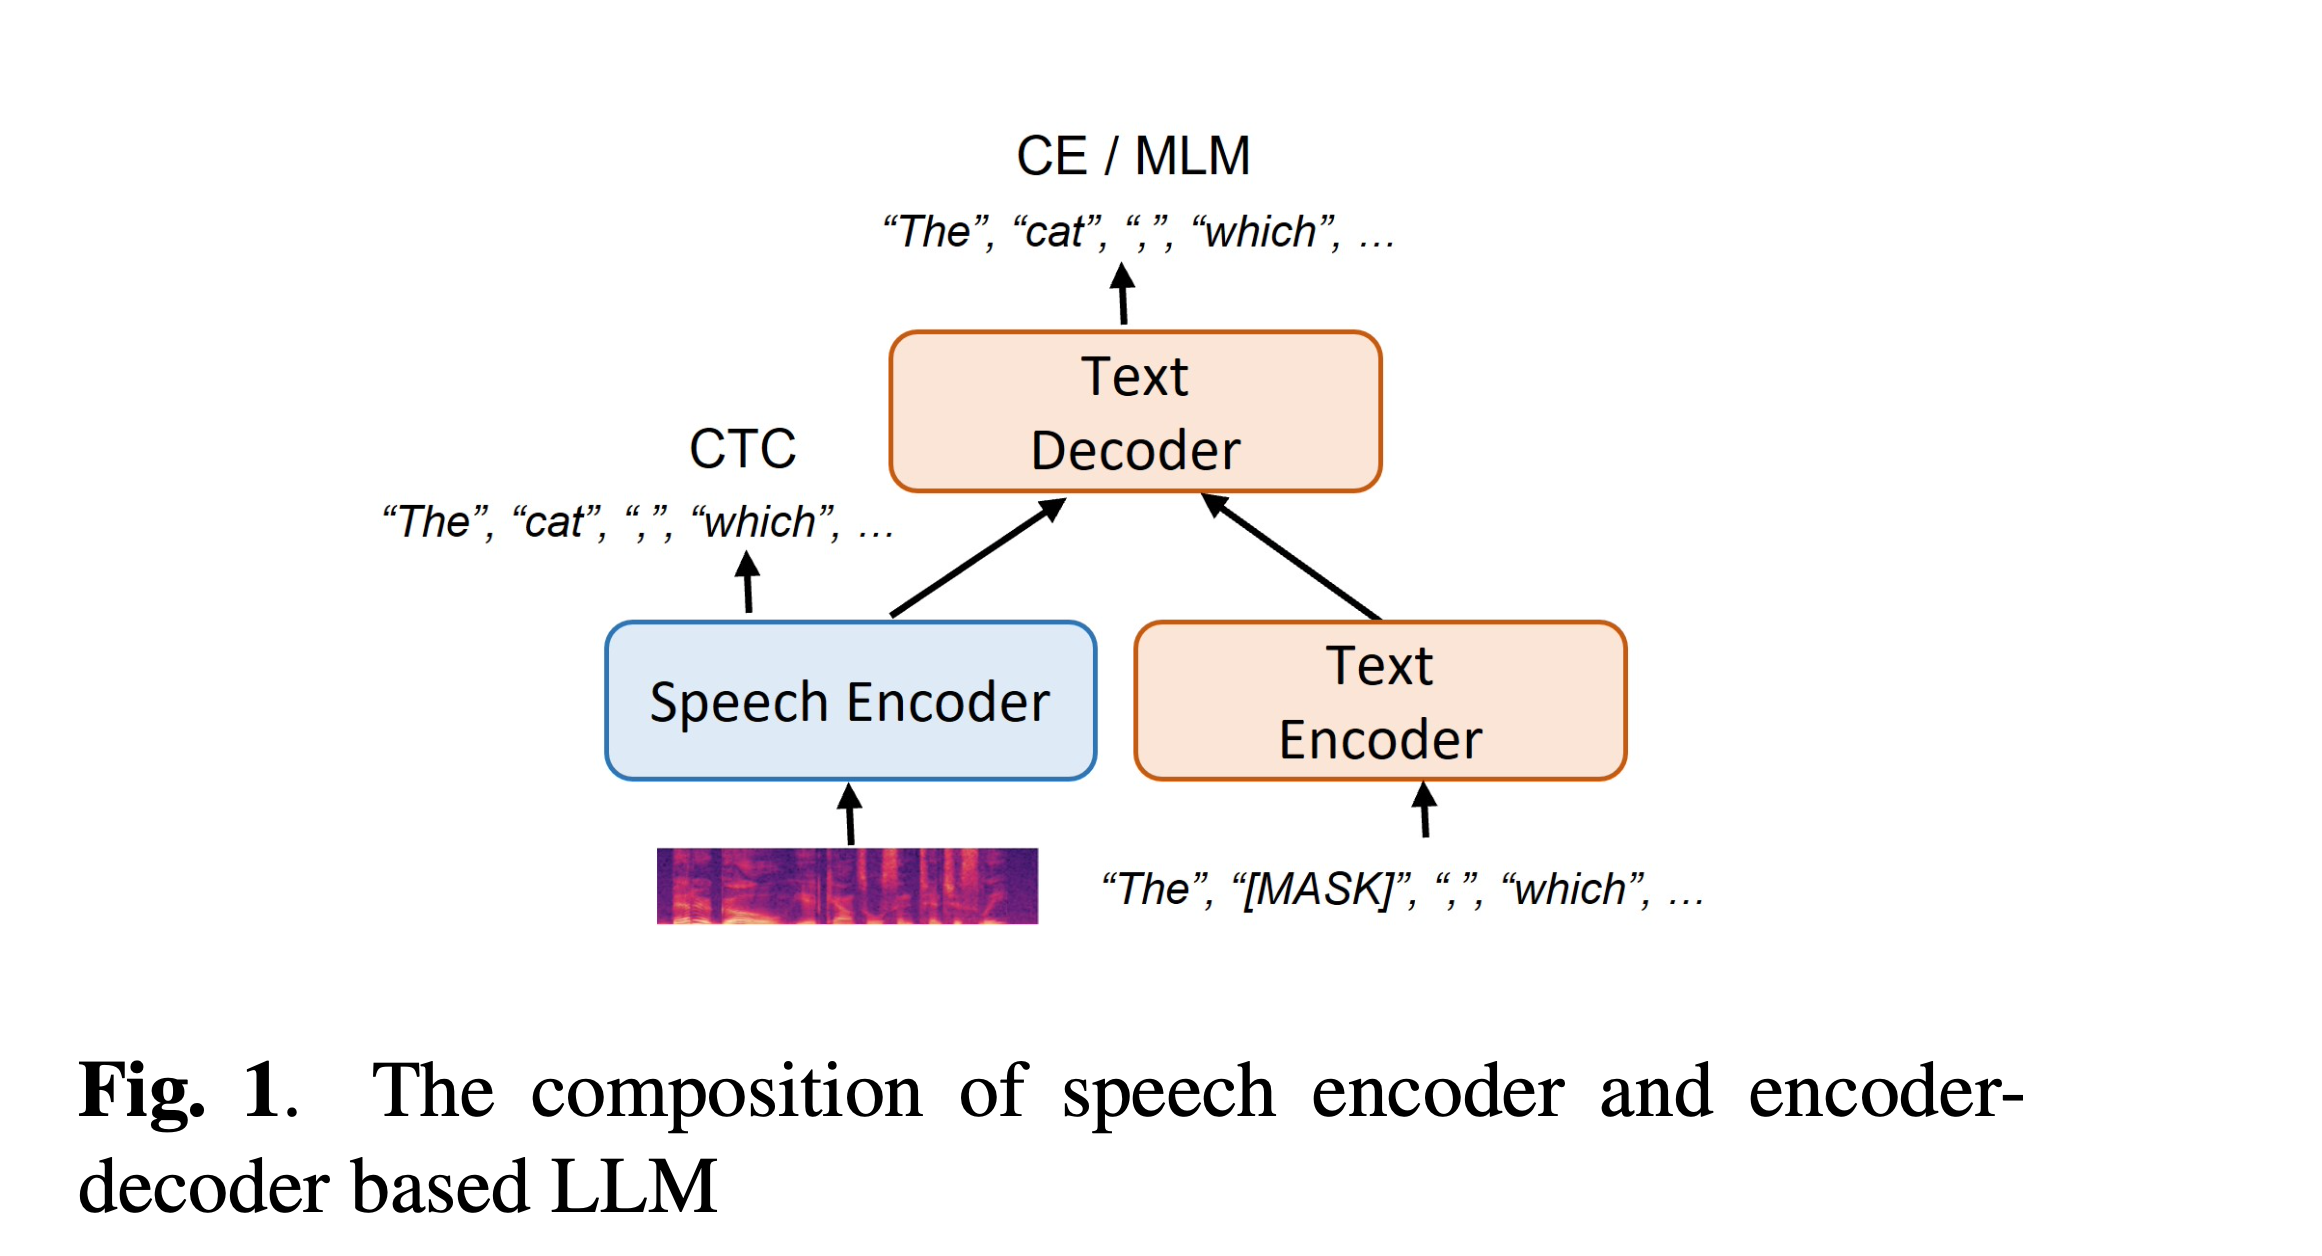 CE / MLM
“The”, “cat”, “,”, “which”, …
Text
Decoder
CTC
“The”, “cat”, “,”, “which”, …
Speech Encoder
Text
Encoder
“The”, “[MASK]”, “,”, “which”, …
Fig. 1. The composition of speech encoder and encoder-
decoder based LLM